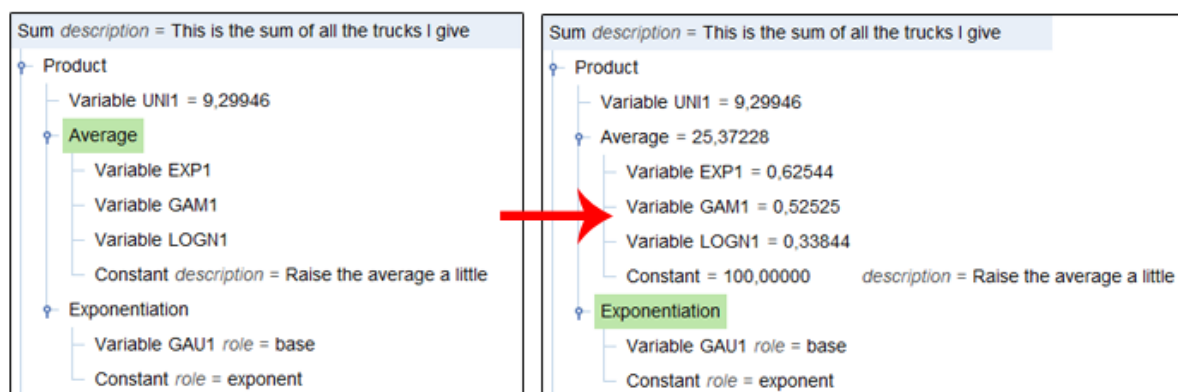 Sum description = This is the sum of all the trucks I give
Product
Variable UNI1 = 9,29946
Average
Variable EXP1
Variable GAM1
Variable LOGN1
Constant description = Raise the average a little
Exponentiation
Variable GAU1 role = base
Constant role = exponent
Sum description = This is the sum of all the trucks I give
Product
Variable UNI1 = 9,29946
Average = 25,37228
Variable EXP1 = 0,62544
Variable GAM1 = 0,52525
Variable LOGN1 = 0,33844
Constant = 100,00000 description = Raise the average a little
Exponentiation
Variable GAU1 role = base
Constant role = exponent